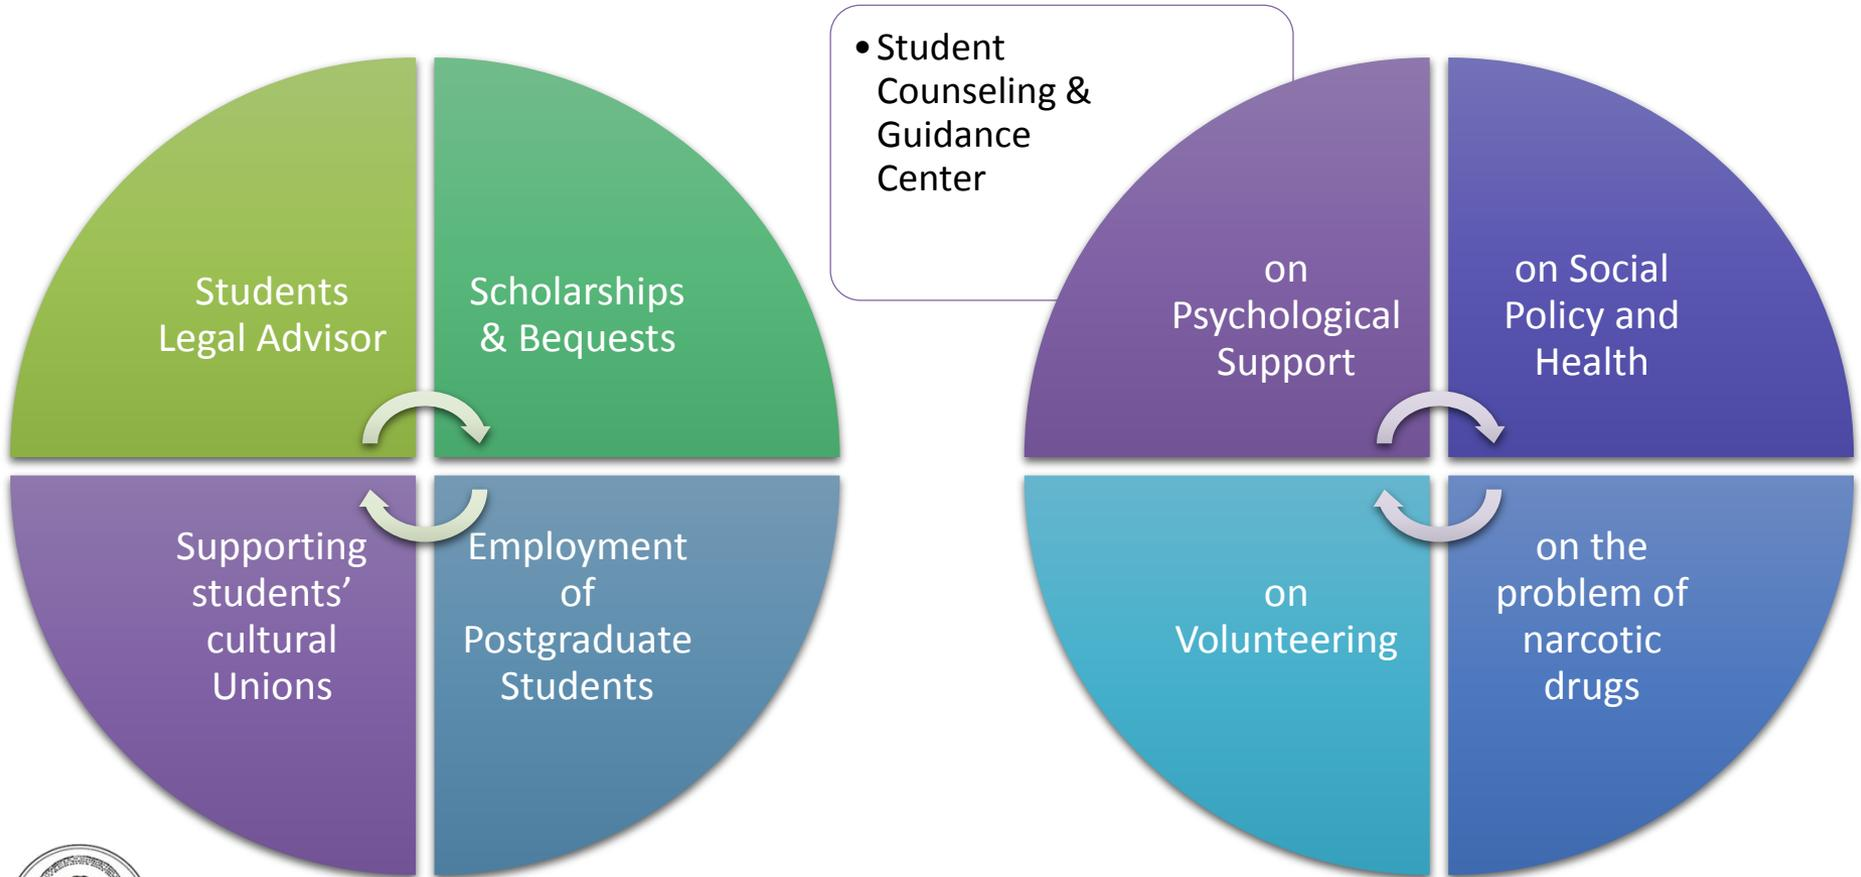 Students
Legal Advisor
Scholarships
& Bequests
Supporting
students’
cultural
Unions
Employment
of
Postgraduate
Students
• Student
Counseling &
Guidance
Center
on
Psychological
Support
on Social
Policy and
Health
on
Volunteering
on the
problem of
narcotic
drugs